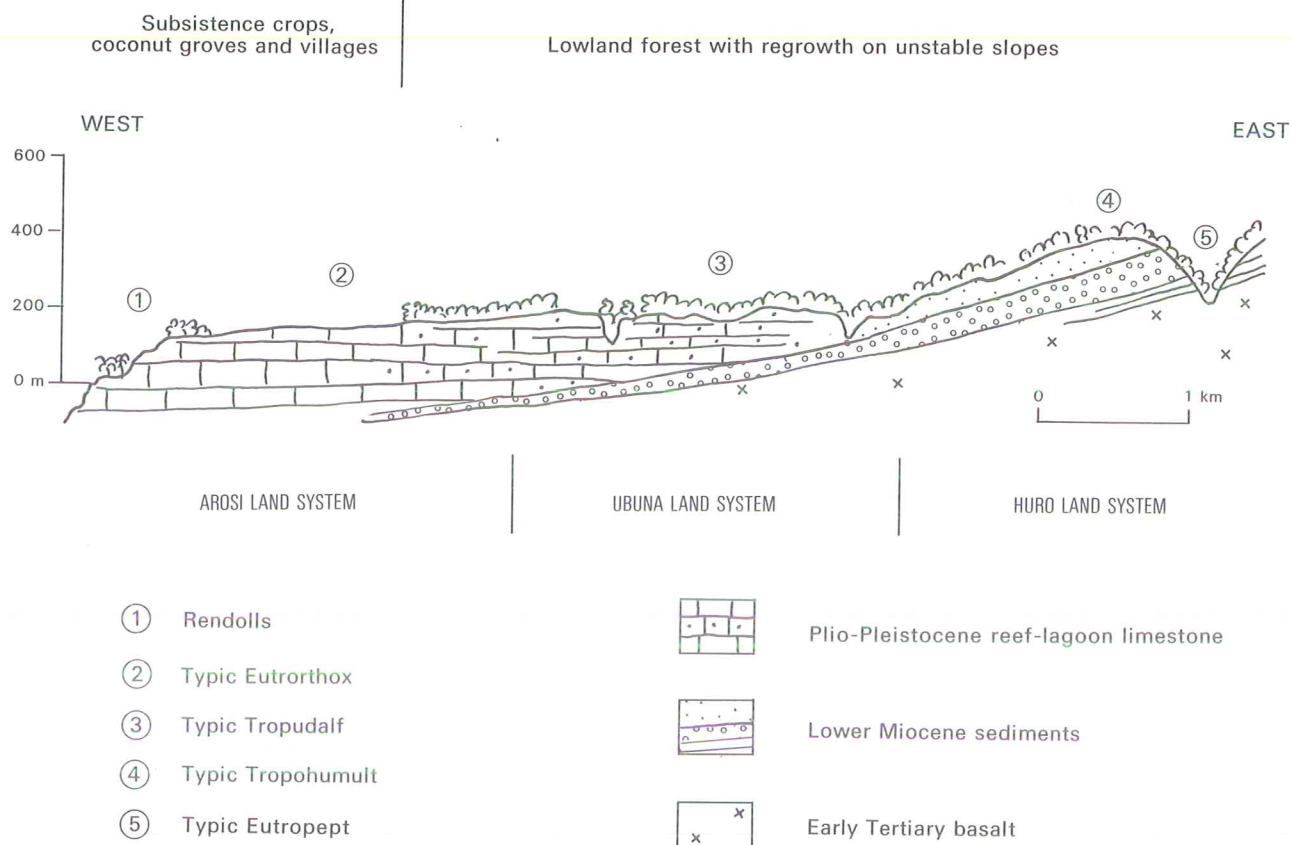 Subsistence crops,
coconut groves and villages
Lowland forest with regrowth on unstable slopes
WEST
EAST
600
400
200
0 m
①
②
③
④
⑤
0 1 km
AROSI LAND SYSTEM
UBUNA LAND SYSTEM
HURO LAND SYSTEM
① Rendolls
② Typic Eutrorthox
③ Typic Tropudalf
④ Typic Tropohumult
⑤ Typic Eutropept
Plio-Pleistocene reef-lagoon limestone
Lower Miocene sediments
Early Tertiary basalt